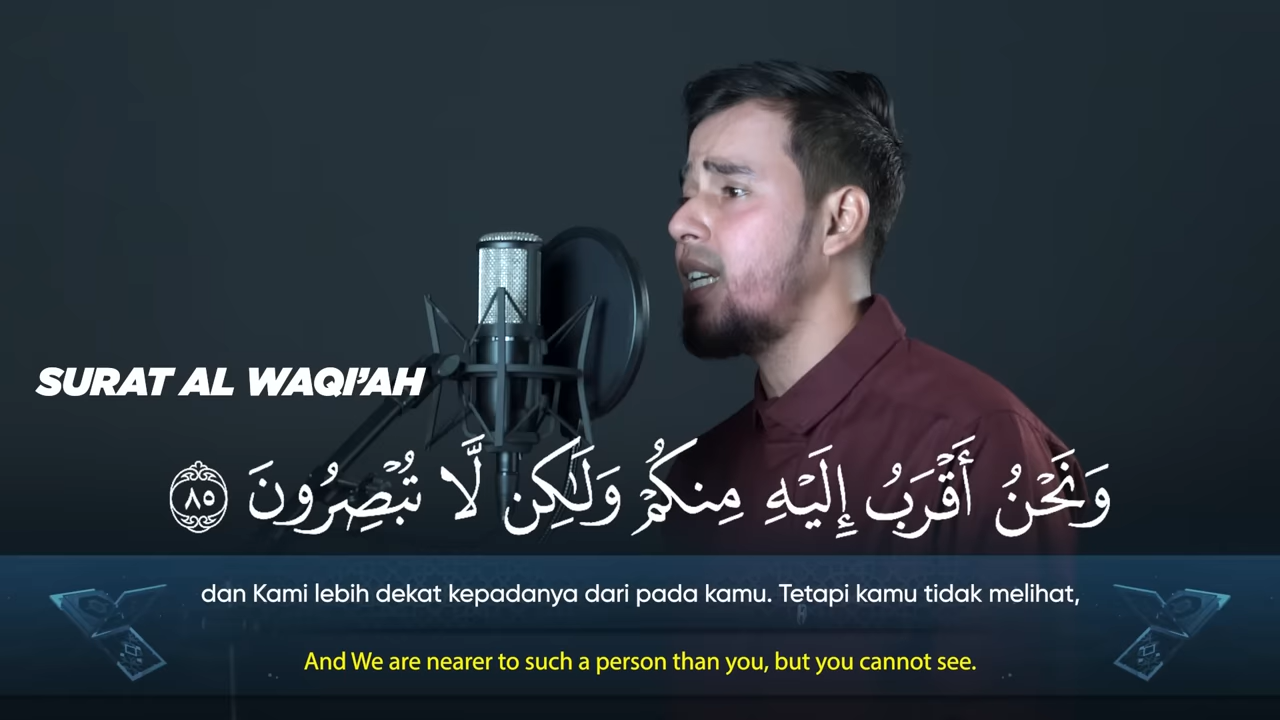 SURAT AL WAQI'AH
وَنَحْنُ أَقْرَبُ إِلَيْهِ مِنكُمْ وَلَٰكِن لَّا تُبْصِرُونَ ٨٥
dan Kami lebih dekat kepadanya dari pada kamu. Tetapi kamu tidak melihat,
And We are nearer to such a person than you, but you cannot see.